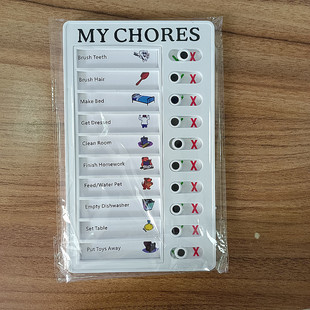 MY CHORES
Brush Teeth X
Brush Hair X
Make Bed X
Get Dressed X
Clean Room X
Finish Homework X
Feed/Water Pet X
Empty Dishwasher X
Set Table X
Put Toys Away X